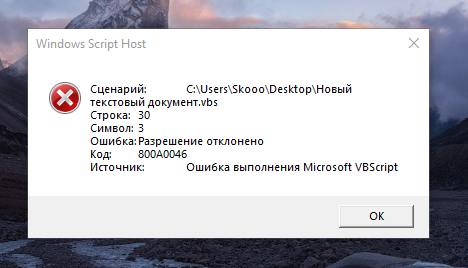 Windows Script Host
Сценарий: C:\Users\Skooo\Desktop\Новый
текстовый документ.vbs
Строка: 30
Символ: 3
Ошибка: Разрешение отклонено
Код: 800A0046
Источник: Ошибка выполнения Microsoft VBScript
OK